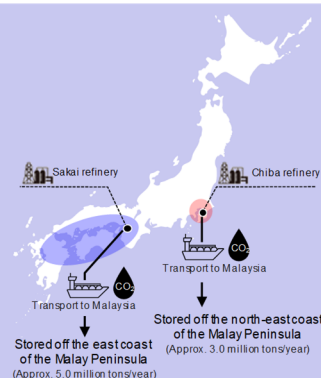 Sakai refinery
Chiba refinery
CO₂
Transport to Malaysia
CO₂
Transport to Malaysia
Stored off the north-east coast
of the Malay Peninsula
(Approx. 3.0 million tons/year)
Stored off the east coast
of the Malay Peninsula
(Approx. 5.0 million tons/year)